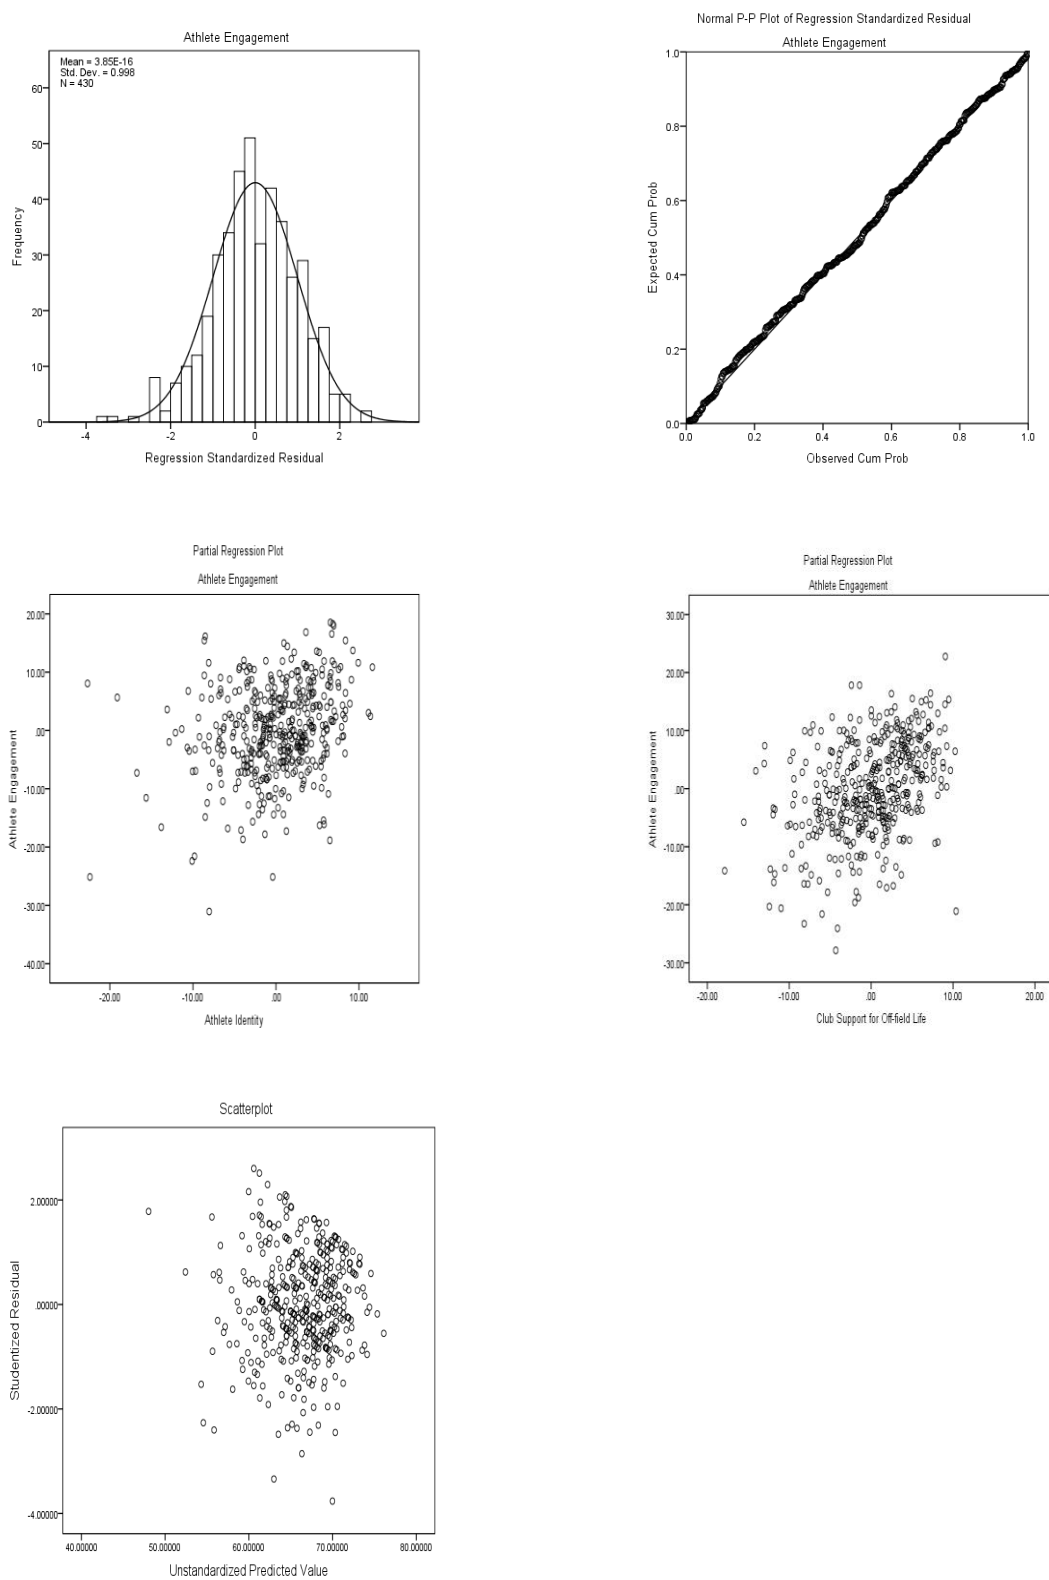 Athlete Engagement
Mean = 3.85E-16
Std. Dev. = 0.998
N = 430
60
50
40
30
20
10
0
Frequency
-4
-2
0
2
Regression Standardized Residual
Normal P-P Plot of Regression Standardized Residual
Athlete Engagement
1.0
0.8
0.6
0.4
0.2
0.0
Expected Cum Prob
0.0
0.2
0.4
0.6
0.8
1.0
Observed Cum Prob
Partial Regression Plot
Athlete Engagement
20.00
10.00
.00
-10.00
-20.00
-30.00
-40.00
Athlete Engagement
-20.00
-10.00
.00
10.00
Athlete Identity
Partial Regression Plot
Athlete Engagement
30.00
20.00
10.00
.00
-10.00
-20.00
-30.00
Athlete Engagement
-20.00
-10.00
.00
10.00
20.00
Club Support for Off-field Life
Scatterplot
2.00000
.00000
-2.00000
-4.00000
Studentized Residual
40.00000
50.00000
60.00000
70.00000
80.00000
Unstandardized Predicted Value